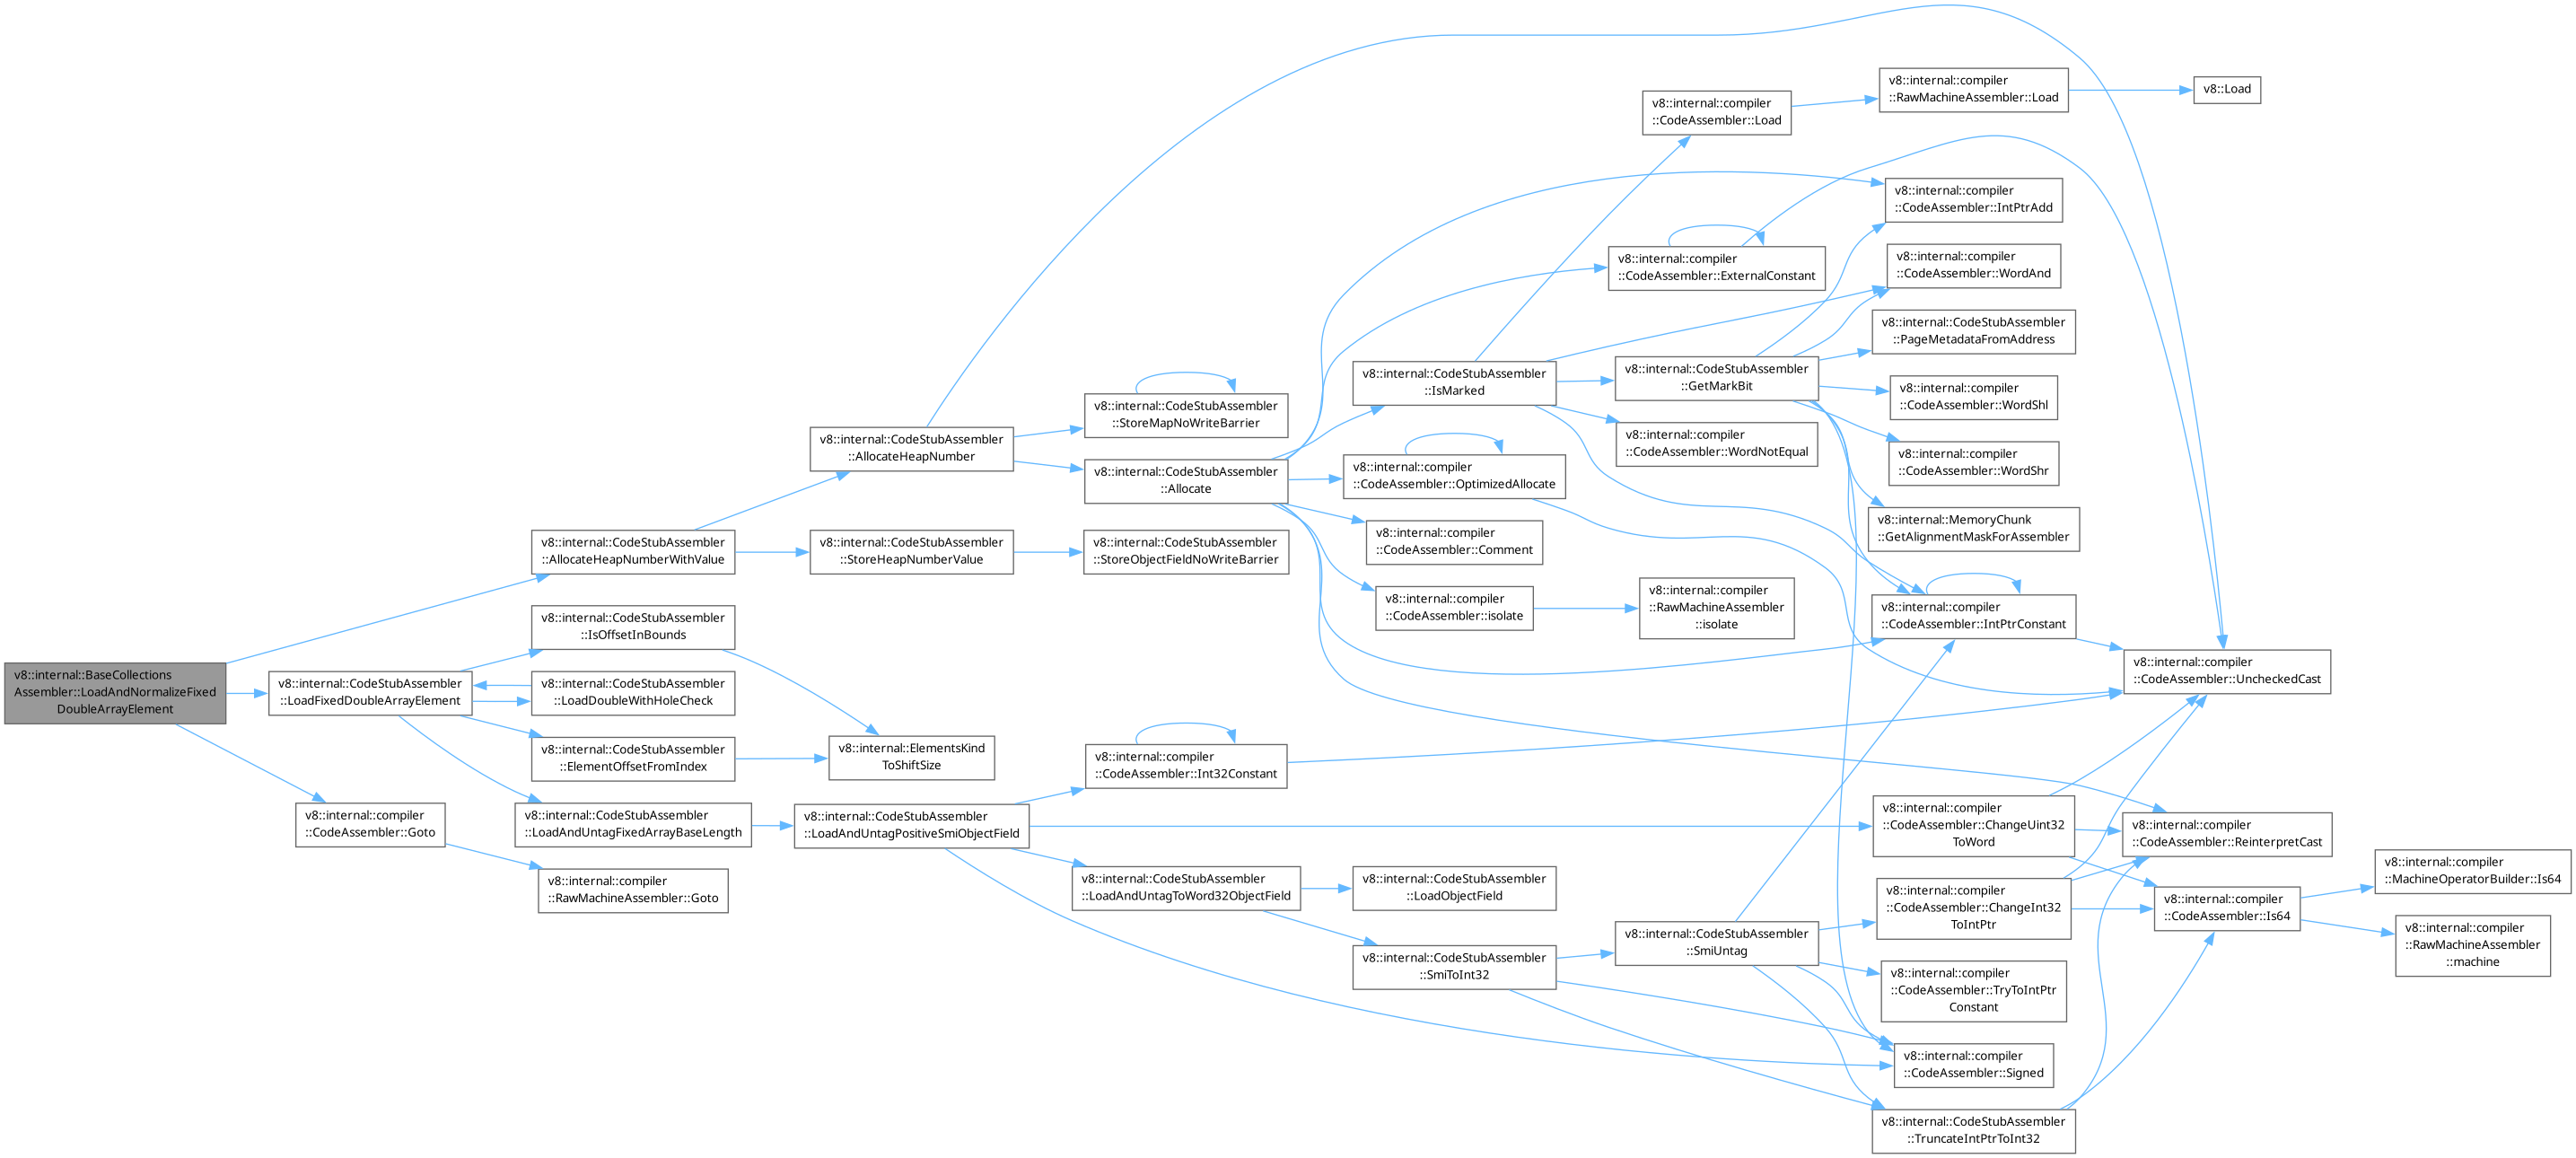 v8::internal::BaseCollections
Assembler::LoadAndNormalizeFixed
DoubleArrayElement
v8::internal::CodeStubAssembler
::AllocateHeapNumberWithValue
v8::internal::CodeStubAssembler
::AllocateHeapNumber
v8::internal::CodeStubAssembler
::StoreMapNoWriteBarrier
v8::internal::CodeStubAssembler
::Allocate
v8::internal::CodeStubAssembler
::StoreHeapNumberValue
v8::internal::CodeStubAssembler
::StoreObjectFieldNoWriteBarrier
v8::internal::CodeStubAssembler
::IsMarked
v8::internal::compiler
::CodeAssembler::OptimizedAllocate
v8::internal::compiler
::CodeAssembler::Comment
v8::internal::compiler
::CodeAssembler::isolate
v8::internal::compiler
::RawMachineAssembler
::isolate
v8::internal::compiler
::CodeAssembler::Load
v8::internal::compiler
::RawMachineAssembler::Load
v8::Load
v8::internal::compiler
::CodeAssembler::ExternalConstant
v8::internal::CodeStubAssembler
::GetMarkBit
v8::internal::compiler
::CodeAssembler::WordNotEqual
v8::internal::compiler
::CodeAssembler::IntPtrAdd
v8::internal::compiler
::CodeAssembler::WordAnd
v8::internal::CodeStubAssembler
::PageMetadataFromAddress
v8::internal::compiler
::CodeAssembler::WordShl
v8::internal::compiler
::CodeAssembler::WordShr
v8::internal::MemoryChunk
::GetAlignmentMaskForAssembler
v8::internal::compiler
::CodeAssembler::IntPtrConstant
v8::internal::compiler
::CodeAssembler::UncheckedCast
v8::internal::CodeStubAssembler
::LoadFixedDoubleArrayElement
v8::internal::CodeStubAssembler
::IsOffsetInBounds
v8::internal::CodeStubAssembler
::LoadDoubleWithHoleCheck
v8::internal::CodeStubAssembler
::ElementOffsetFromIndex
v8::internal::ElementsKind
ToShiftSize
v8::internal::CodeStubAssembler
::LoadAndUntagFixedArrayBaseLength
v8::internal::CodeStubAssembler
::LoadAndUntagPositiveSmiObjectField
v8::internal::compiler
::CodeAssembler::Int32Constant
v8::internal::CodeStubAssembler
::LoadAndUntagToWord32ObjectField
v8::internal::CodeStubAssembler
::LoadObjectField
v8::internal::CodeStubAssembler
::SmiToInt32
v8::internal::CodeStubAssembler
::SmiUntag
v8::internal::compiler
::CodeAssembler::ChangeUint32
ToWord
v8::internal::compiler
::CodeAssembler::ChangeInt32
ToIntPtr
v8::internal::compiler
::CodeAssembler::TryToIntPtr
Constant
v8::internal::compiler
::CodeAssembler::Signed
v8::internal::CodeStubAssembler
::TruncateIntPtrToInt32
v8::internal::compiler
::CodeAssembler::ReinterpretCast
v8::internal::compiler
::CodeAssembler::Is64
v8::internal::compiler
::MachineOperatorBuilder::Is64
v8::internal::compiler
::RawMachineAssembler
::machine
v8::internal::compiler
::CodeAssembler::Goto
v8::internal::compiler
::RawMachineAssembler::Goto